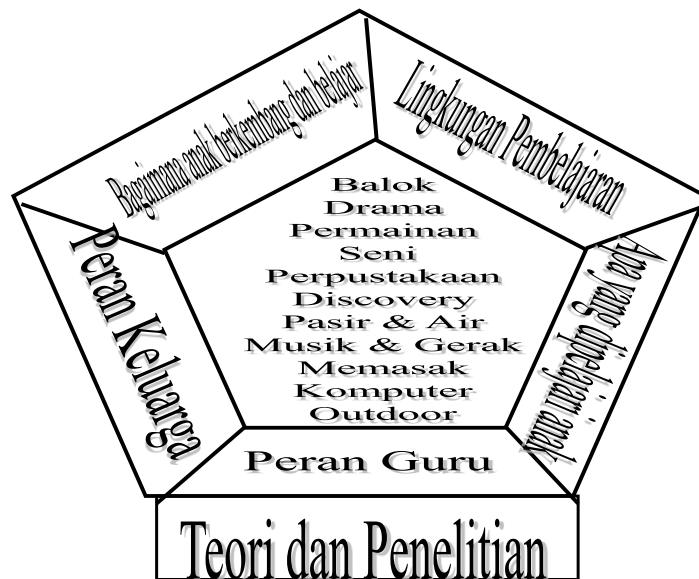 Bagaimana anak berkembang dan belajar
Lingkungan Pembelajaran
Balok
Drama
Permainan
Seni
Perpustakaan
Discovery
Pasir & Air
Musik & Gerak
Memasak
Komputer
Outdoor
Peran Keluarga
Apa yang dipelajari anak
Peran Guru
Teori dan Penelitian